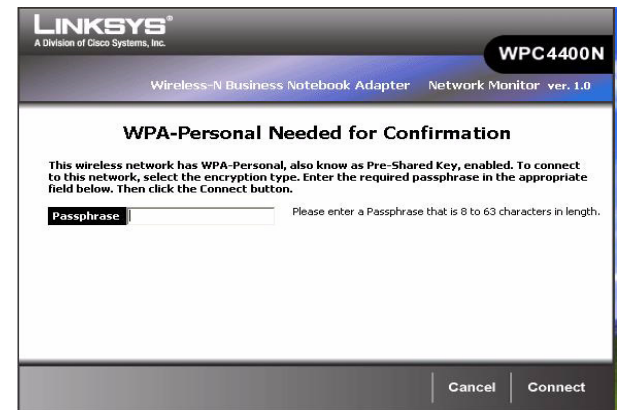 LINKSYS®
A Division of Cisco Systems, Inc.
WPC4400N
Wireless-N Business Notebook Adapter Network Monitor ver. 1.0
WPA-Personal Needed for Confirmation
This wireless network has WPA-Personal, also know as Pre-Shared Key, enabled. To connect
to this network, select the encryption type. Enter the required passphrase in the appropriate
field below. Then click the Connect button.
Passphrase Please enter a Passphrase that is 8 to 63 characters in length.
Cancel Connect